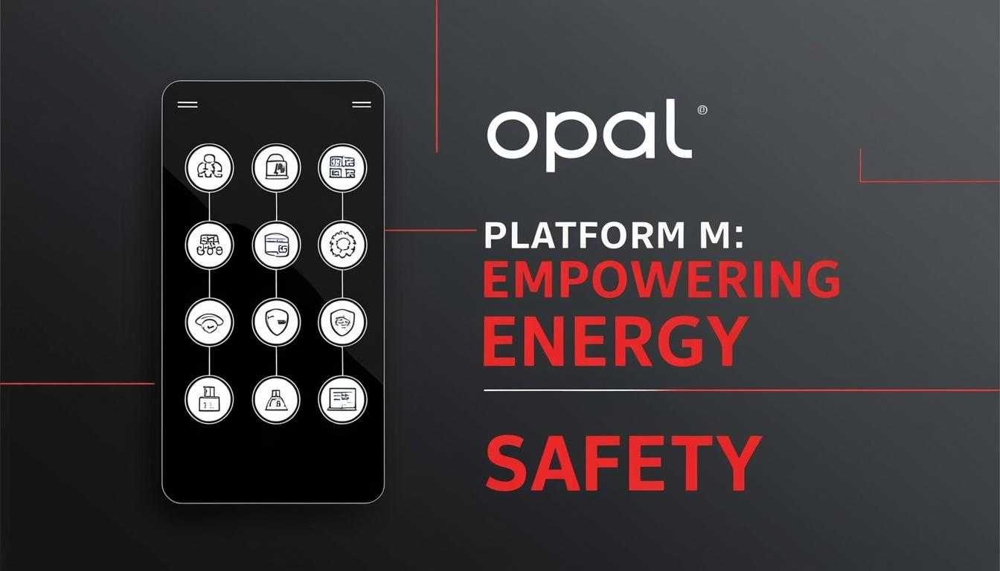 opal
PLATFORM M:
EMPOWERING
ENERGY
SAFETY